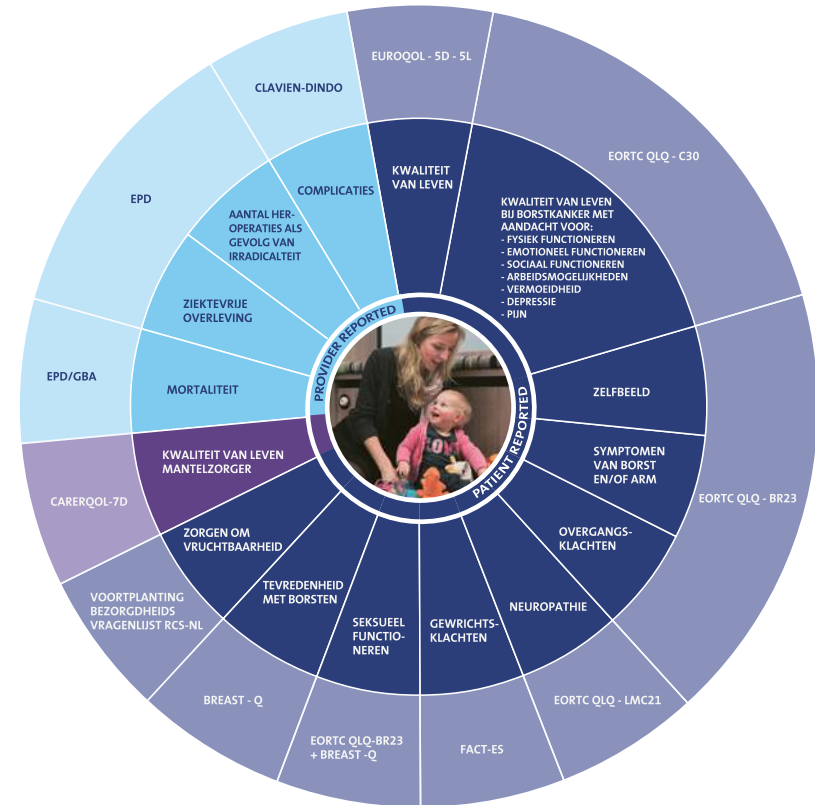 EUROQOL - 5D - 5L
EORTC QLQ - C30
EORTC QLQ - BR23
EORTC QLQ - LMC21
FACT-ES
EORTC QLQ-BR23
+ BREAST -Q
BREAST - Q
VOORTPLANTING
BEZORGDHEIDS
VRAGENLIJST RCS-NL
CARERQOL-7D
EPD/GBA
EPD
CLAVIEN-DINDO
KWALITEIT
VAN LEVEN
KWALITEIT VAN LEVEN
BIJ BORSTKANKER MET
AANDACHT VOOR:
- FYSIEK FUNCTIONEREN
- EMOTIONEEL FUNCTIONEREN
- SOCIAAL FUNCTIONEREN
- ARBEIDSMOGELIJKHEDEN
- VERMOEIDHEID
- DEPRESSIE
- PIJN
ZELFBEELD
SYMPTOMEN
VAN BORST
EN/OF ARM
OVERGANGS-
KLACHTEN
NEUROPATHIE
GEWRICHTS-
KLACHTEN
SEKSUEEL
FUNCTIO-
NEREN
TEVREDENHEID
MET BORSTEN
ZORGEN OM
VRUCHTBAARHEID
KWALITEIT VAN LEVEN
MANTELZORGER
MORTALITEIT
ZIEKTEVRIJE
OVERLEVING
AANTAL HER-
OPERATIES ALS
GEVOLG VAN
IRRADICALTEIT
COMPLICATIES
PROVIDER REPORTED
PATIENT REPORTED